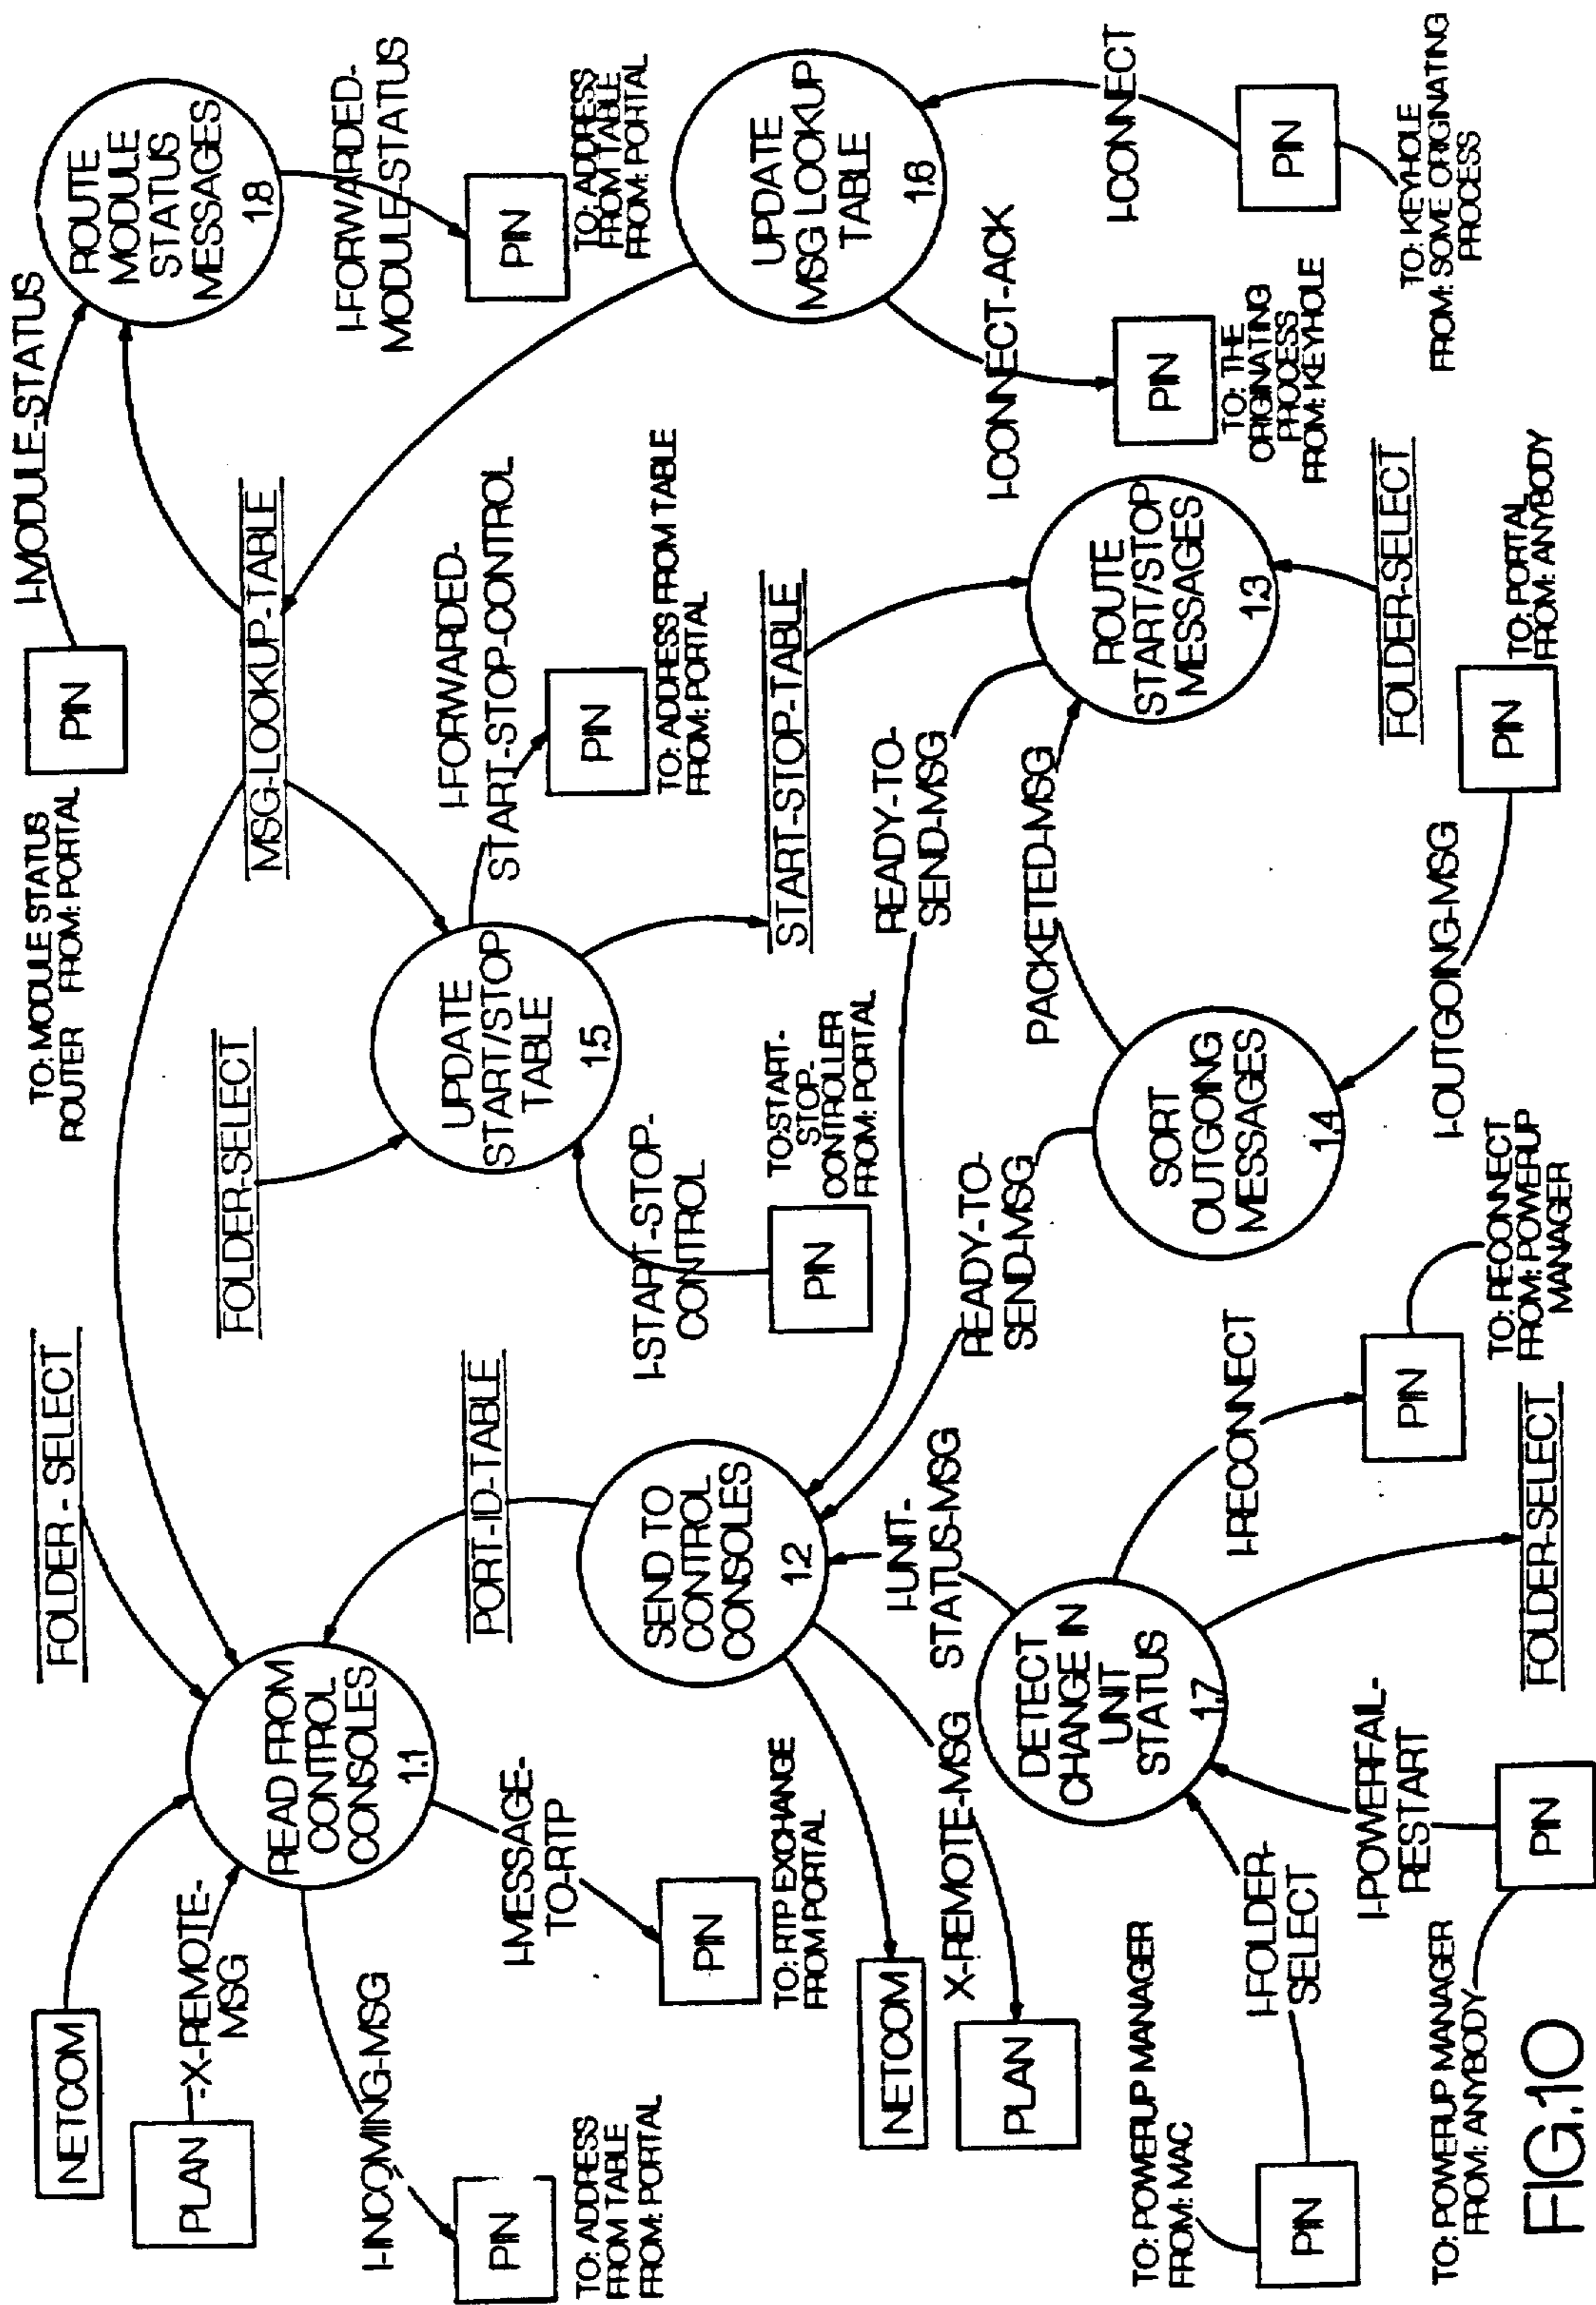 NETCOM
PLAN
X-REMOTE-
MSG
FOLDER - SELECT
READ FROM
CONTROL
CONSOLES
1.1
I-INCOMING-MSG
PIN
TO: ADDRESS
FROM TABLE
FROM: PORTAL
I-MESSAGE-
TO-RTP
PIN
TO: RTP EXCHANGE
FROM PORTAL
PORT-ID-TABLE
SEND TO
CONTROL
CONSOLES
1.2
NETCOM
X-REMOTE-MSG
PLAN
I-UNIT-
STATUS-MSG
DETECT
CHANGE IN
UNIT
STATUS
1.7
TO: POWERUP MANAGER
FROM: MAC
PIN
I-FOLDER-
SELECT
I-POWERFAIL-
RESTART
PIN
TO: POWERUP MANAGER
FROM: ANYBODY
FOLDER-SELECT
I-RECONNECT
PIN
TO: RECONNECT
FROM: POWERUP
MANAGER
TO: MODULE STATUS
ROUTER FROM: PORTAL
PIN
I-MODULE-STATUS
MSG-LOOKUP-TABLE
ROUTE
MODULE
STATUS
MESSAGES
1.8
I-FORWARDED-
MODULE-STATUS
PIN
TO: ADDRESS
FROM TABLE
FROM: PORTAL
FOLDER-SELECT
UPDATE
START/STOP
TABLE
1.5
I-START-STOP-
CONTROL
PIN
TO:START-
STOP-
CONTROLLER
FROM: PORTAL
I-FORWARDED-
START-STOP-CONTROL
PIN
TO: ADDRESS FROM TABLE
FROM: PORTAL
START-STOP-TABLE
READY-TO-
SEND-MSG
READY-TO-
SEND-MSG
PACKETED-MSG
ROUTE
START/STOP
MESSAGES
1.3
FOLDER-SELECT
SORT
OUTGOING
MESSAGES
1.4
I-OUTGOING-MSG
PIN
TO: PORTAL
FROM: ANYBODY
UPDATE
MSG LOOKUP
TABLE
1.6
I-CONNECT-ACK
PIN
TO: THE
ORIGINATING
PROCESS
FROM: KEYHOLE
I-CONNECT
PIN
TO: KEYHOLE
FROM: SOME ORIGINATING
PROCESS
FIG.10